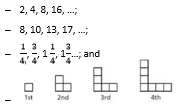 – 2, 4, 8, 16, ...;
– 8, 10, 13, 17, ...;
– 1/4, 3/4, 1 1/4, 1 3/4...; and
–
1st 2nd 3rd 4th